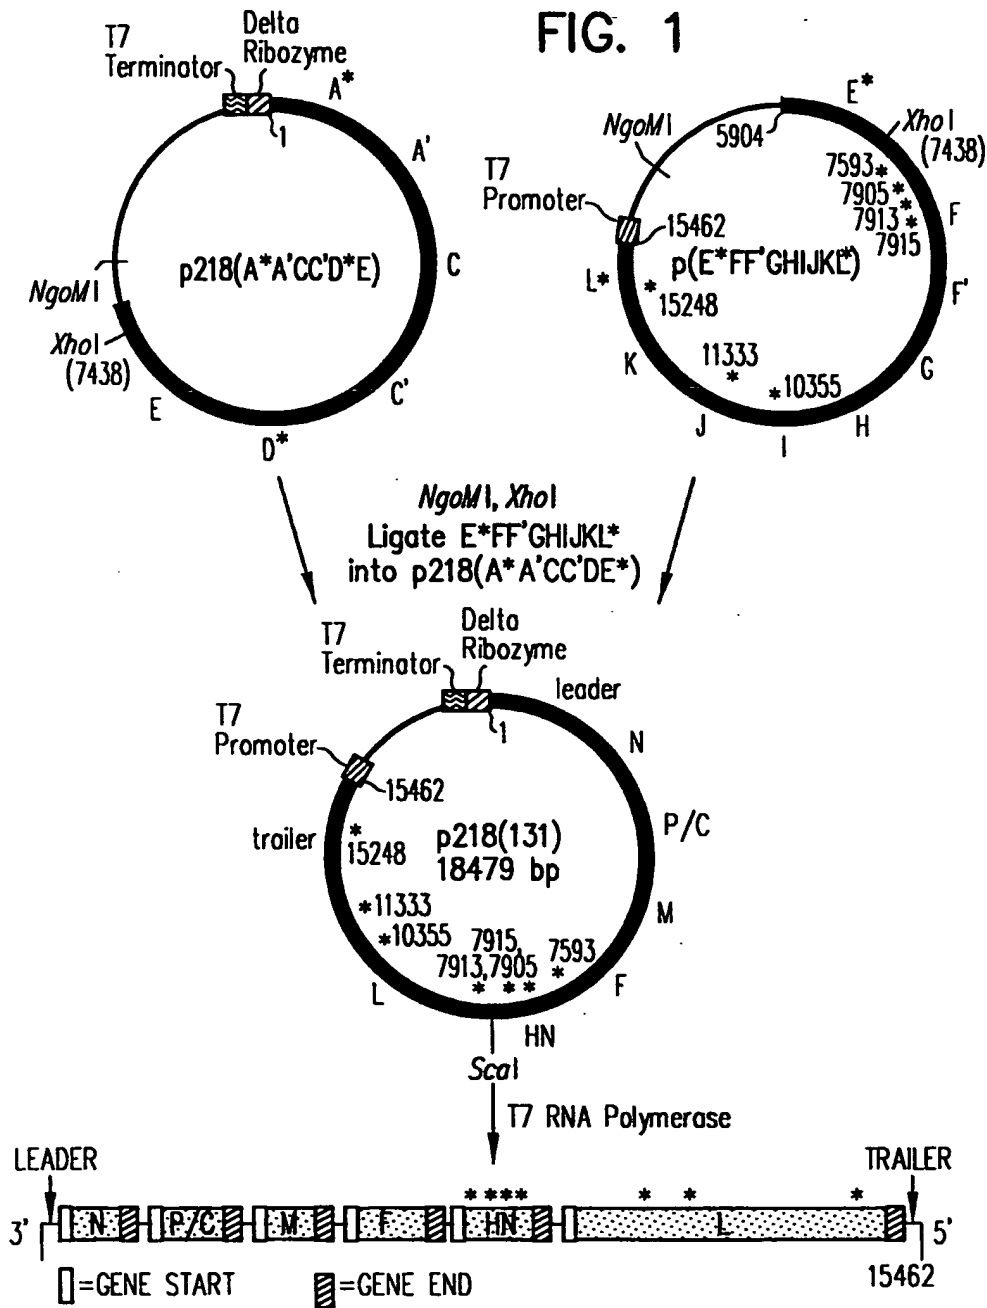 FIG. 1
T7
Terminator
Delta
Ribozyme
A*
1
A'
C
C'
D*
E
XhoI
(7438)
NgoMI
p218(A*A'CC'D*E)
E*
XhoI
(7438)
5904
NgoMI
T7
Promoter
15462
7593*
7905*
7913*
7915*
F
F'
G
H
I
J
K
L*
p(E*FF'GHIJKL*)
*
15248
11333
*
*10355
NgoMI, XhoI
Ligate E*FF'GHIJKL*
into p218(A*A'CC'DE*)
T7
Terminator
Delta
Ribozyme
leader
1
T7
Promoter
15462
N
P/C
M
F
HN
L
trailer
*
15248
p218(131)
18479 bp
*11333
*10355
7915,
7913,7905
* * *
7593
*
ScaI
T7 RNA Polymerase
LEADER
TRAILER
* * * * * * *
3' N P/C M F HN L 5'
15462
=GENE START =GENE END